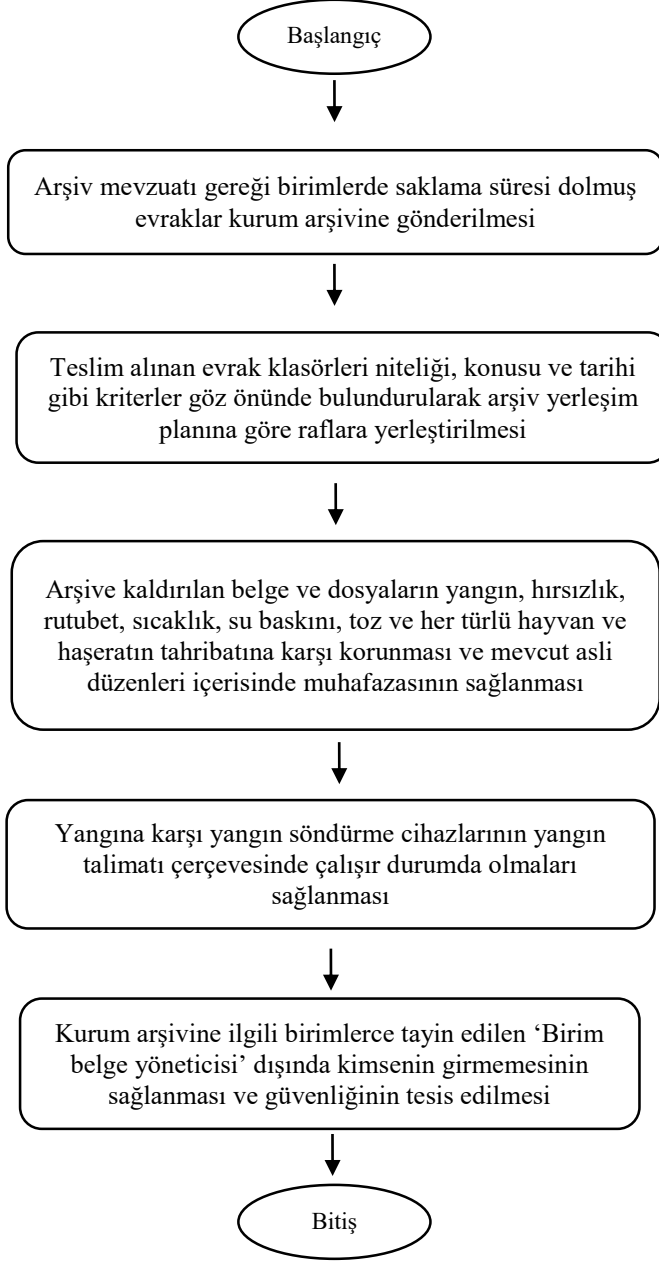 Başlangıç
Arşiv mevzuatı gereği birimlerde saklama süresi dolmuş
evraklar kurum arşivine gönderilmesi
Teslim alınan evrak klasörleri niteliği, konusu ve tarihi
gibi kriterler göz önünde bulundurularak arşiv yerleşim
planına göre raflara yerleştirilmesi
Arşive kaldırılan belge ve dosyaların yangın, hırsızlık,
rutubet, sıcaklık, su baskını, toz ve her türlü hayvan ve
haşeratın tahribatına karşı korunması ve mevcut asli
düzenleri içerisinde muhafazasının sağlanması
Yangına karşı yangın söndürme cihazlarının yangın
talimatı çerçevesinde çalışır durumda olmaları
sağlanması
Kurum arşivine ilgili birimlerce tayin edilen ‘Birim
belge yöneticisi’ dışında kimsenin girmemesinin
sağlanması ve güvenliğinin tesis edilmesi
Bitiş